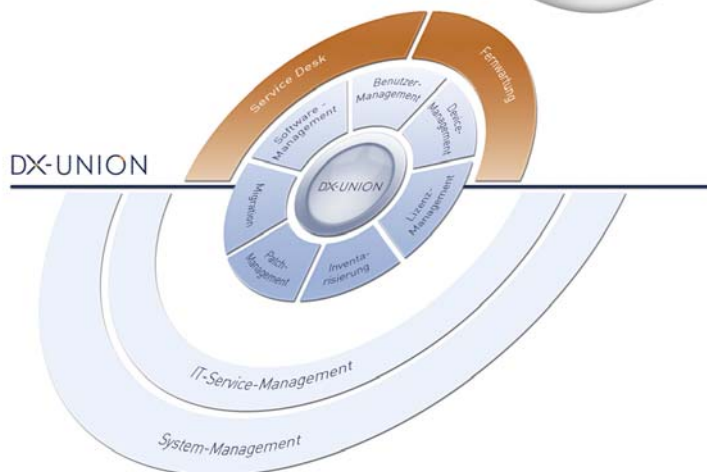 Service Desk
Fernwartung
Benutzer-
Management
Device-
Management
Software-
Management
DX-UNION
DX-UNION
Migration
Lizenz-
Management
Patch-
Management
Inventa-
risierung
IT-Service-Management
System-Management